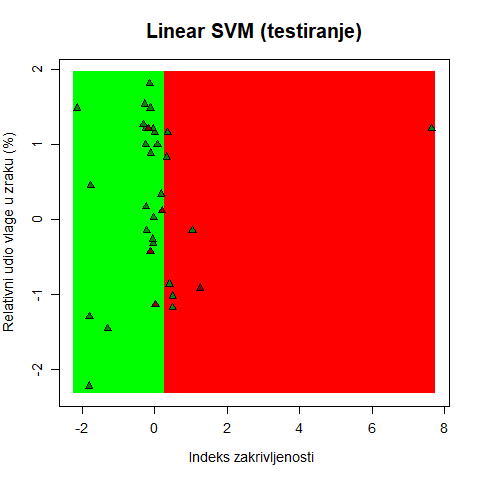 Linear SVM (testiranje)
Relativni udio vlage u zraku (%)
2
1
0
-1
-2
-2 0 2 4 6 8
Indeks zakrivljenosti